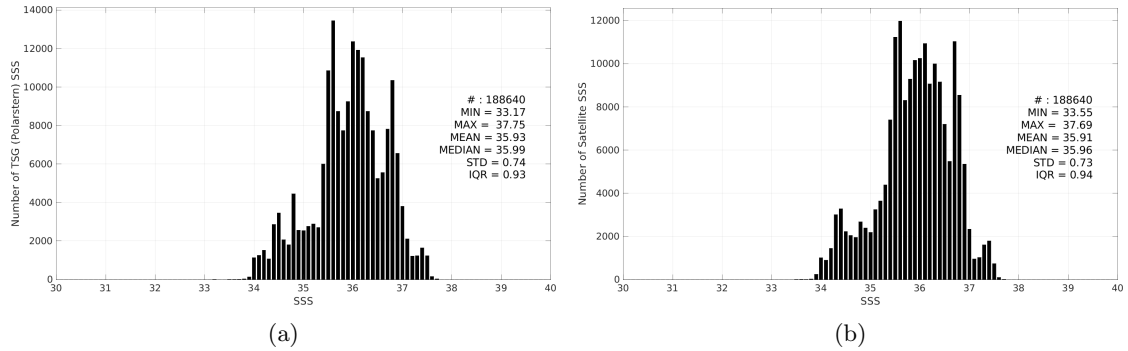 14000
12000
10000
8000
6000
4000
2000
0
Number of TSG (Polarstern) SSS
# : 188640
MIN = 33.17
MAX = 37.75
MEAN = 35.93
MEDIAN = 35.99
STD = 0.74
IQR = 0.93
30 31 32 33 34 35 36 37 38 39 40
SSS
(a)
12000
10000
8000
6000
4000
2000
0
Number of Satellite SSS
# : 188640
MIN = 33.55
MAX = 37.69
MEAN = 35.91
MEDIAN = 35.96
STD = 0.73
IQR = 0.94
30 31 32 33 34 35 36 37 38 39 40
SSS
(b)